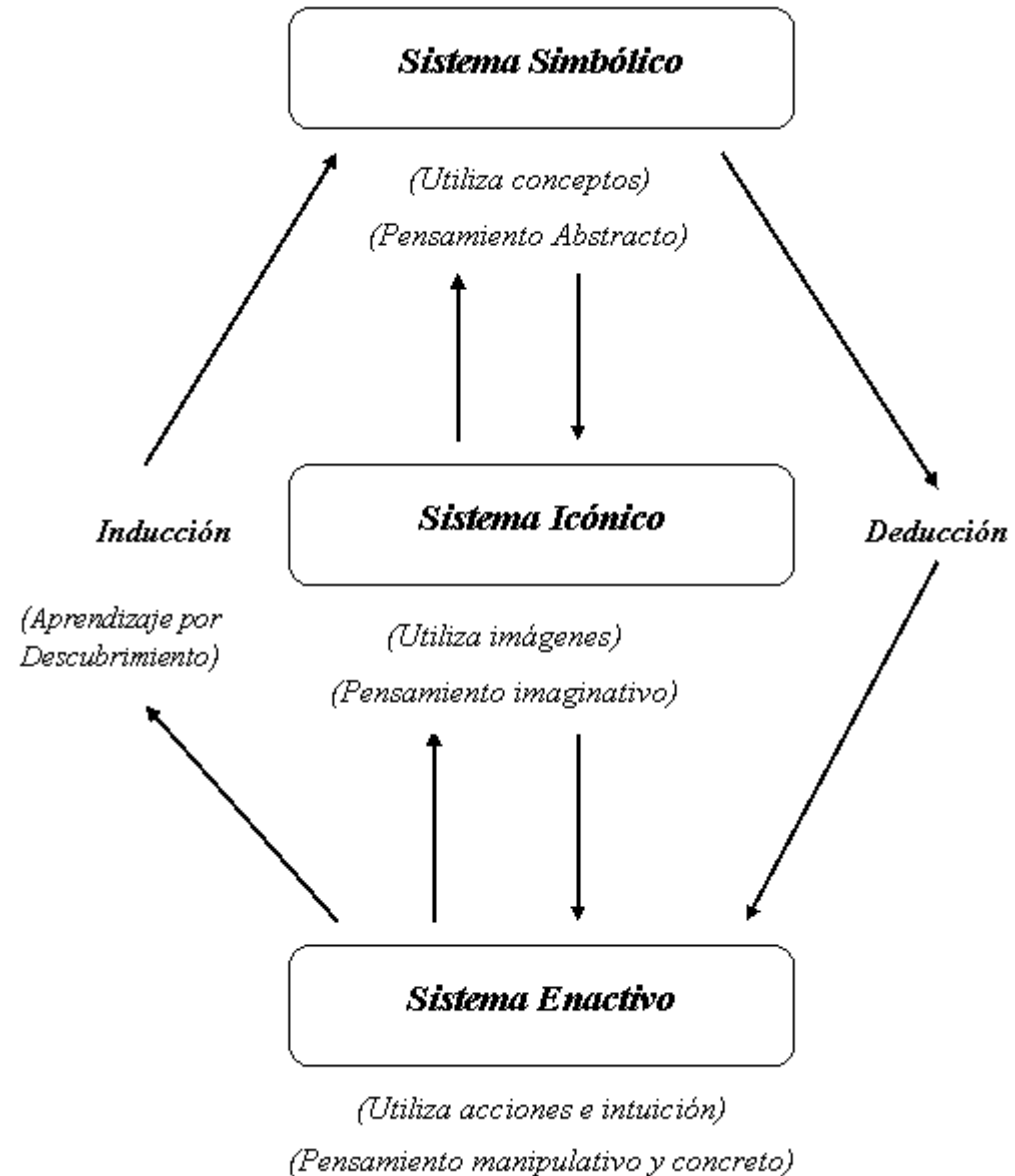 Sistema Simbólico
(Utiliza conceptos)
(Pensamiento Abstracto)
Sistema Icónico
Inducción
Deducción
(Aprendizaje por
Descubrimiento)
(Utiliza imágenes)
(Pensamiento imaginativo)
Sistema Enactivo
(Utiliza acciones e intuición)
(Pensamiento manipulativo y concreto)